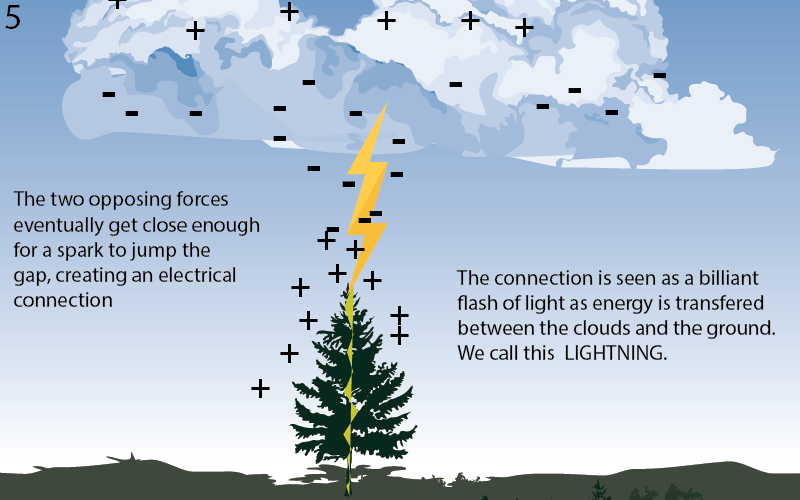 5
The two opposing forces
eventually get close enough
for a spark to jump the
gap, creating an electrical
connection
The connection is seen as a billiant
flash of light as energy is transfered
between the clouds and the ground.
We call this  LIGHTNING.